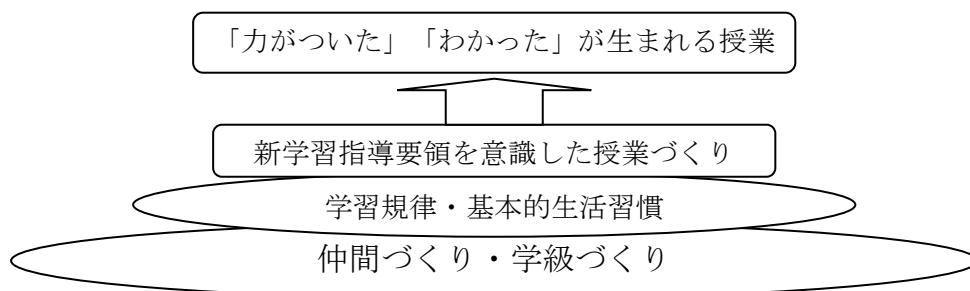 「力がついた」「わかった」が生まれる授業
新学習指導要領を意識した授業づくり
学習規律・基本的生活習慣
仲間づくり・学級づくり